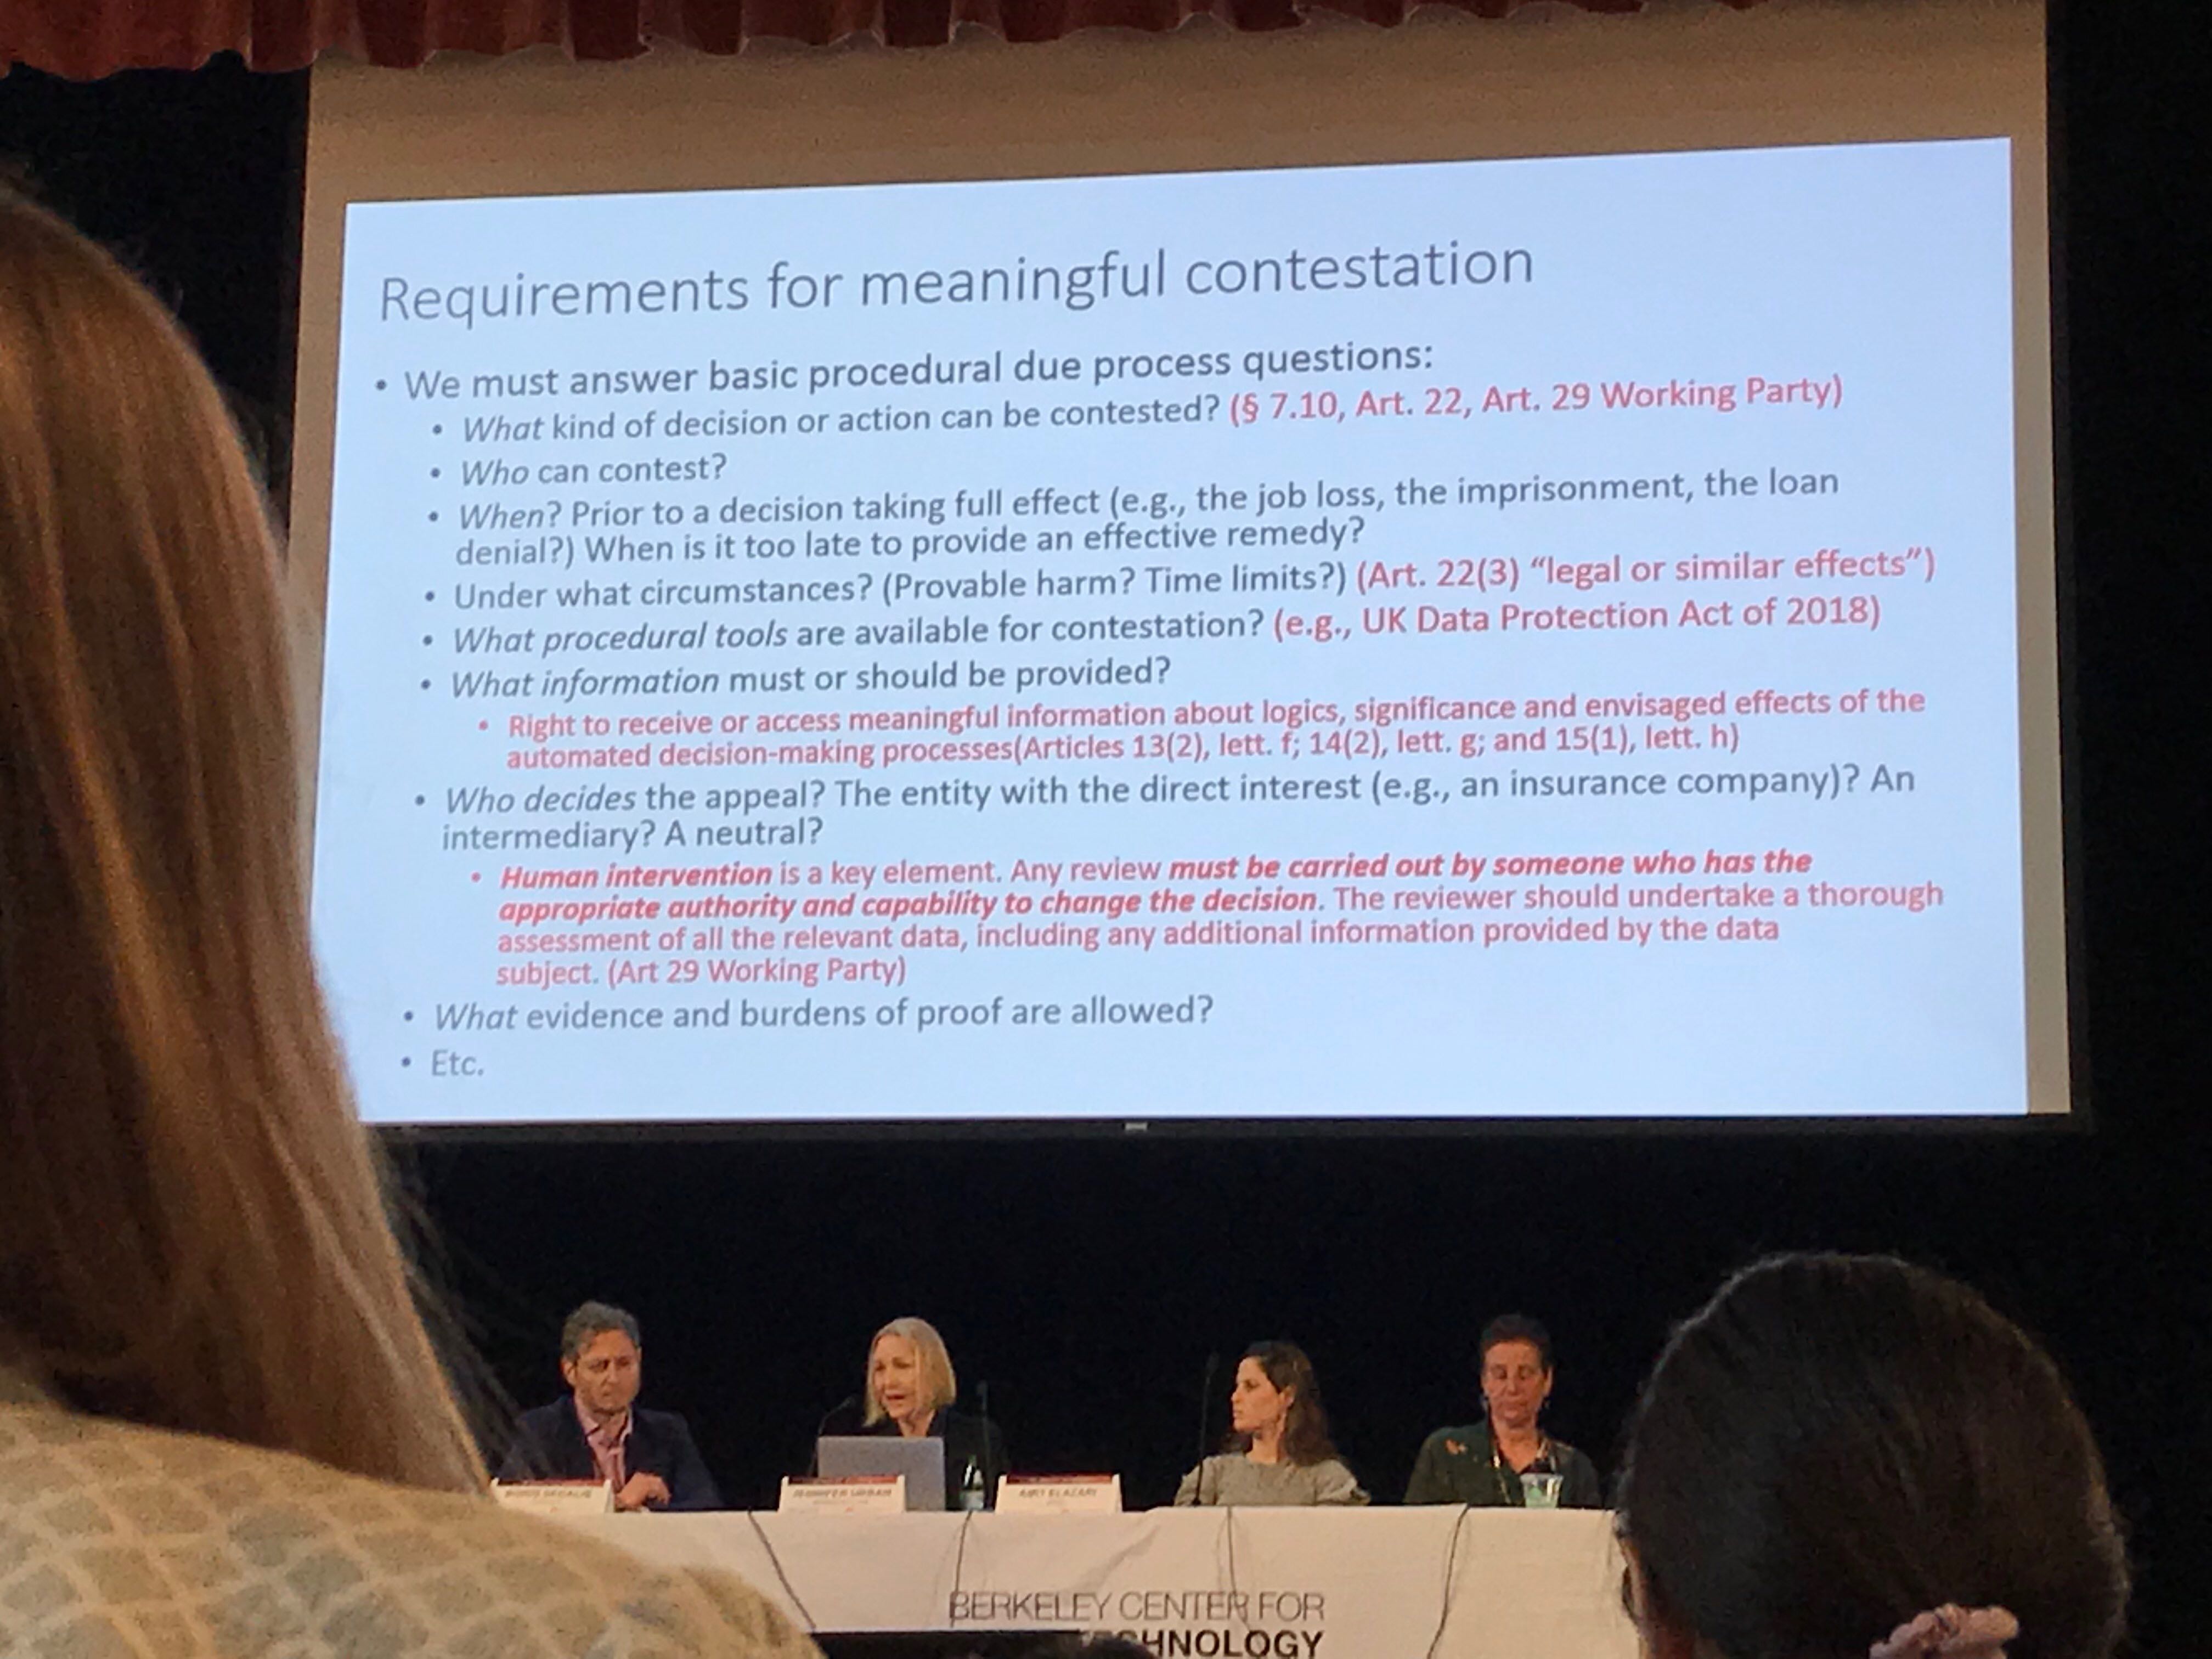 Requirements for meaningful contestation
• We must answer basic procedural due process questions:
• What kind of decision or action can be contested? (§ 7.10, Art. 22, Art. 29 Working Party)
• Who can contest?
• When? Prior to a decision taking full effect (e.g., the job loss, the imprisonment, the loan
denial?) When is it too late to provide an effective remedy?
• Under what circumstances? (Provable harm? Time limits?) (Art. 22(3) “legal or similar effects”)
• What procedural tools are available for contestation? (e.g., UK Data Protection Act of 2018)
• What information must or should be provided?
• Right to receive or access meaningful information about logics, significance and envisaged effects of the
automated decision-making processes(Articles 13(2), lett. f; 14(2), lett. g; and 15(1), lett. h)
• Who decides the appeal? The entity with the direct interest (e.g., an insurance company)? An
intermediary? A neutral?
• Human intervention is a key element. Any review must be carried out by someone who has the
appropriate authority and capability to change the decision. The reviewer should undertake a thorough
assessment of all the relevant data, including any additional information provided by the data
subject. (Art 29 Working Party)
• What evidence and burdens of proof are allowed?
• Etc.
JENNIFER URBAN
AMIT ELAZARI
BERKELEY CENTER FOR